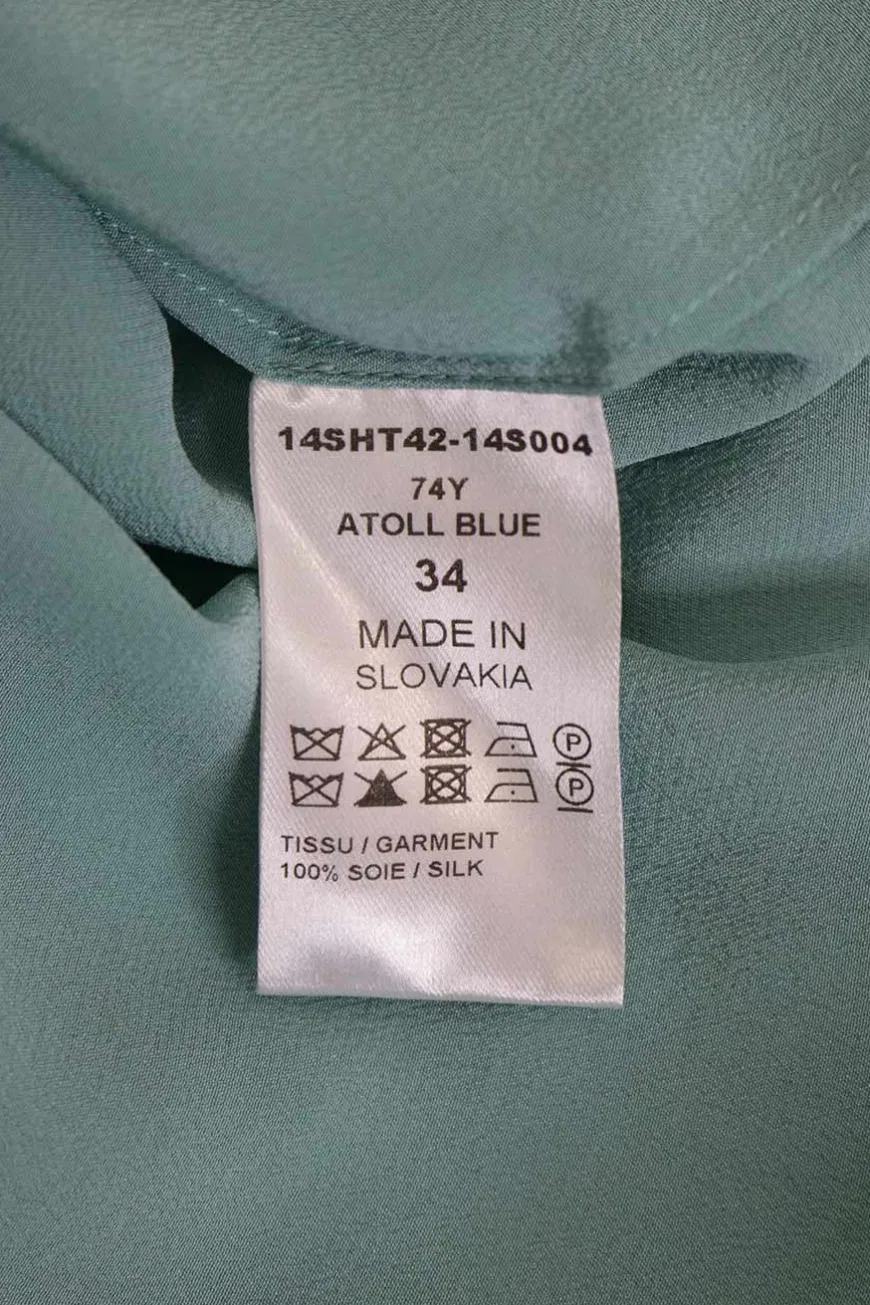 14SHT42-14S004
74Y
ATOLL BLUE
34
MADE IN
SLOVAKIA
P
P
TISSU / GARMENT
100% SOIE / SILK